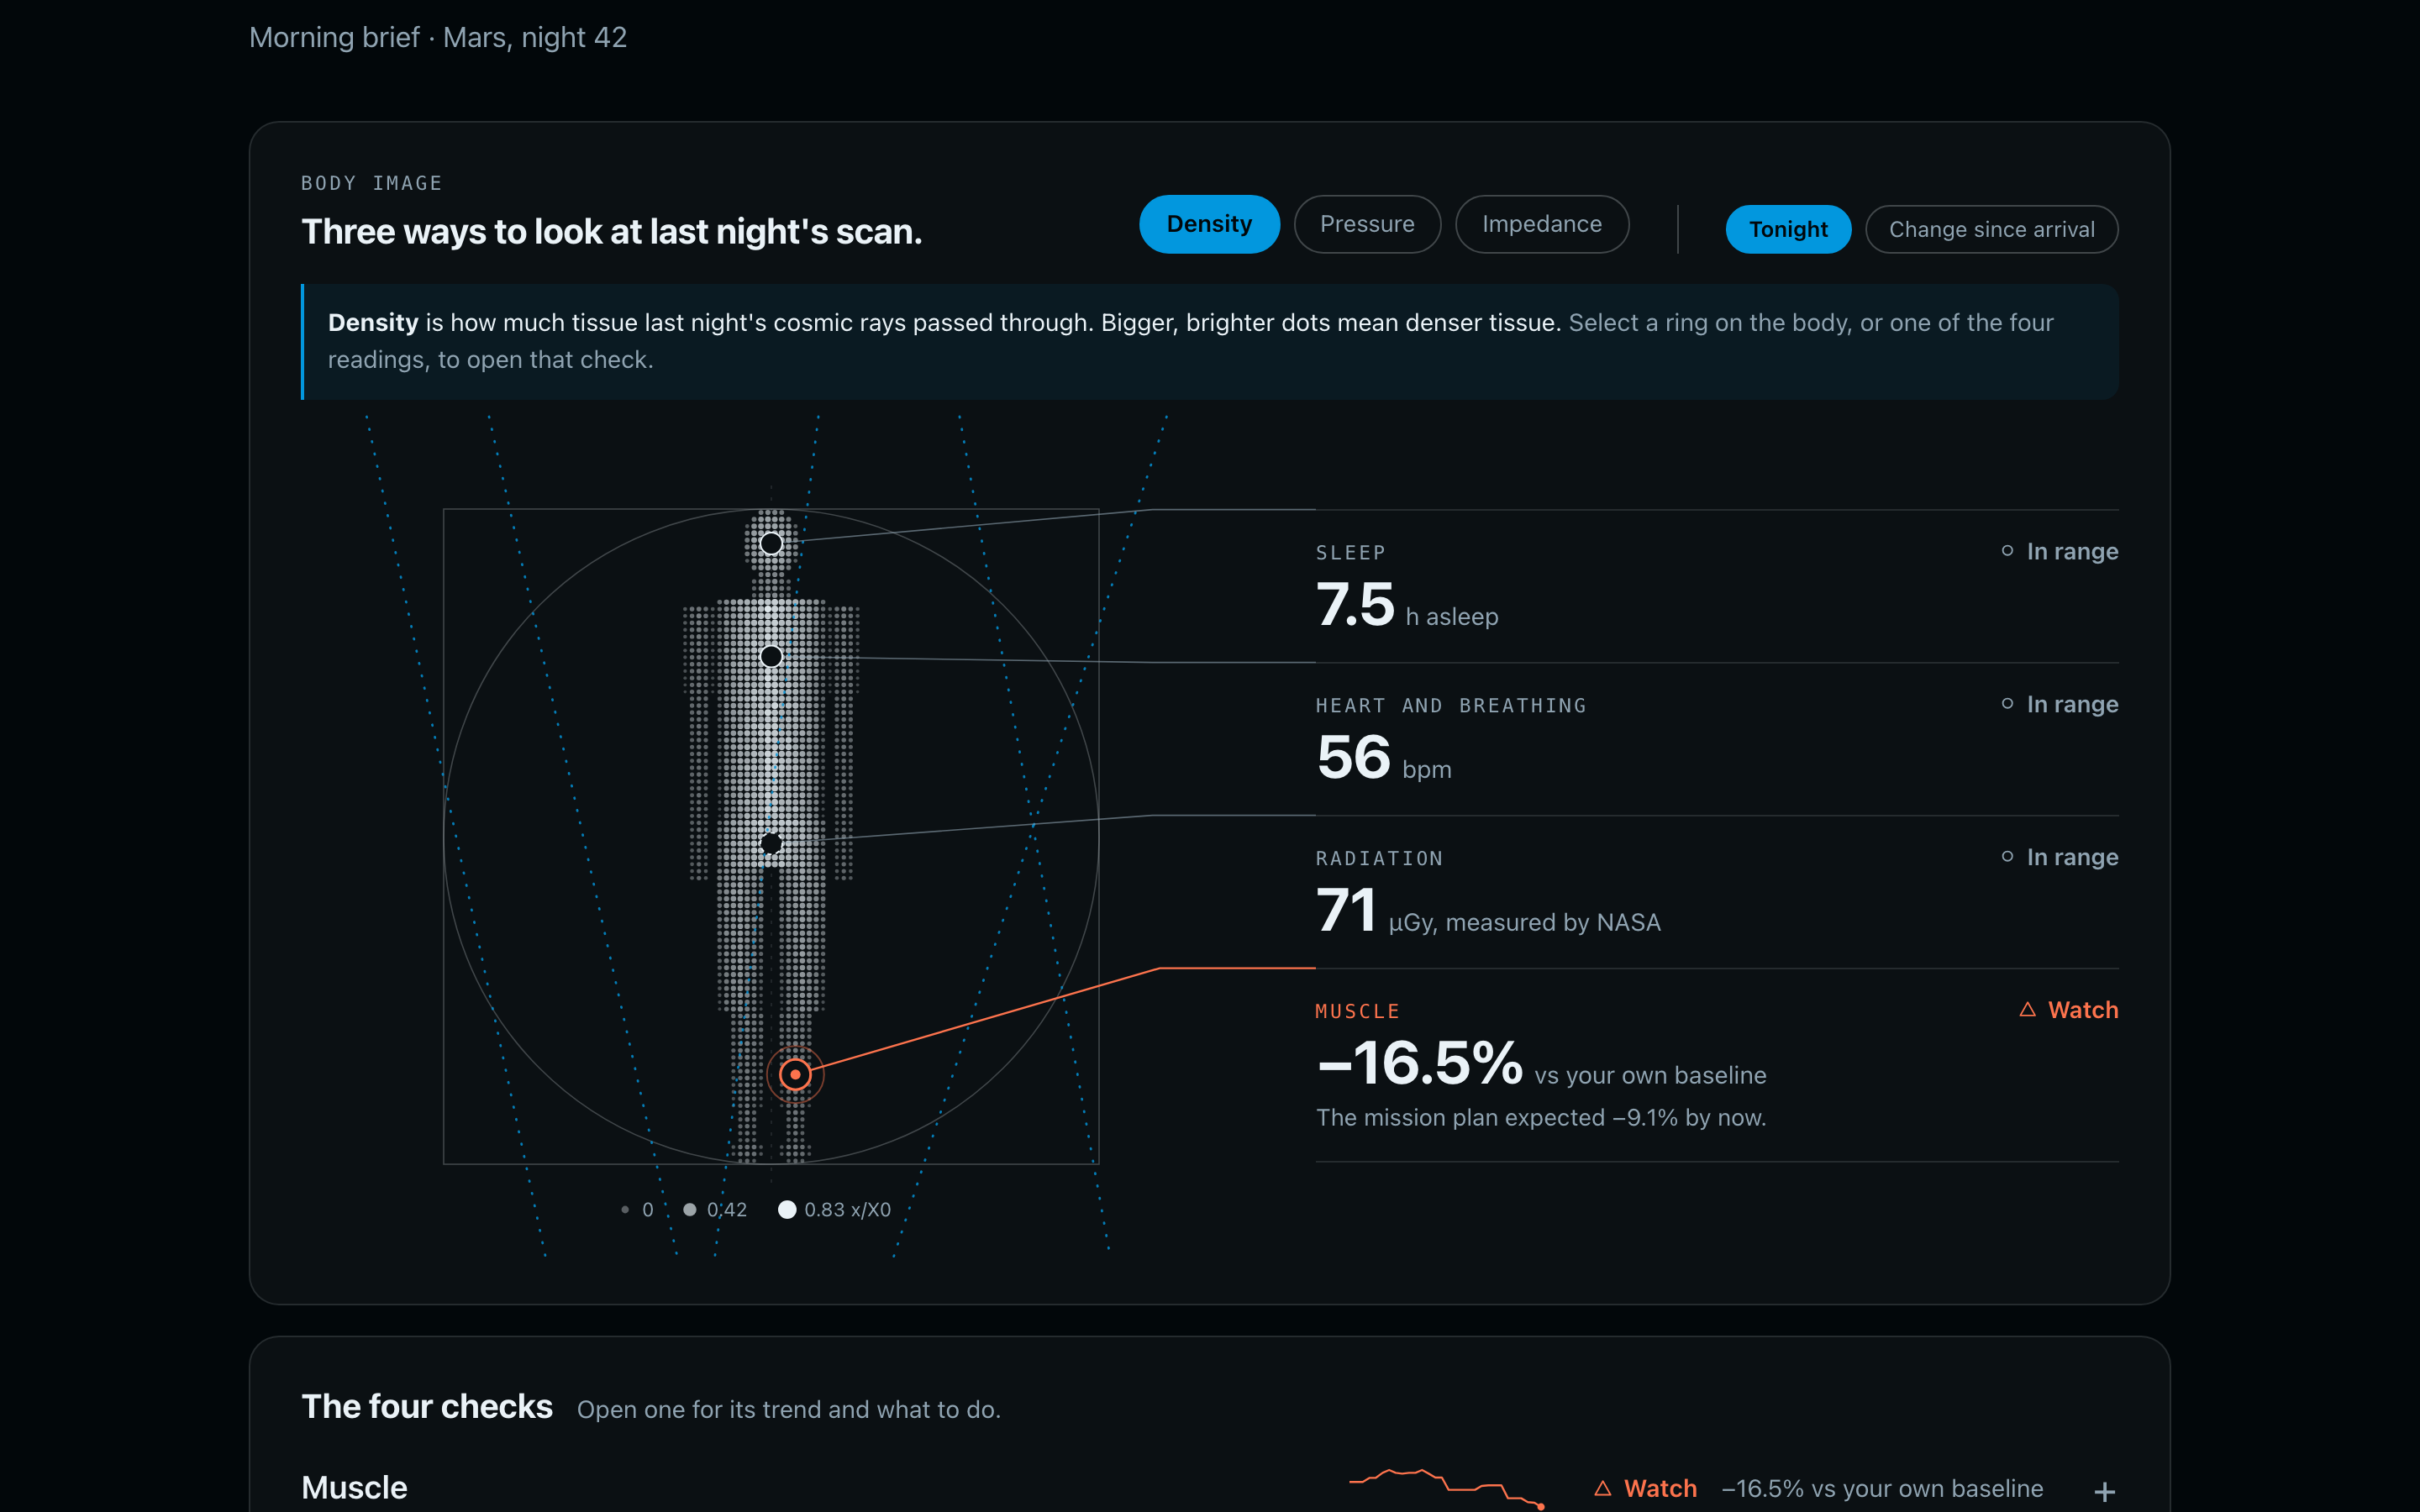 Morning brief · Mars, night 42
BODY IMAGE
Three ways to look at last night's scan.
Density
Pressure
Impedance
Tonight
Change since arrival
Density is how much tissue last night's cosmic rays passed through. Bigger, brighter dots mean denser tissue. Select a ring on the body, or one of the four
readings, to open that check.
SLEEP
In range
7.5 h asleep
HEART AND BREATHING
In range
56 bpm
RADIATION
In range
71 μGy, measured by NASA
MUSCLE
Watch
−16.5% vs your own baseline
The mission plan expected −9.1% by now.
0
0.42
0.83 x/X0
The four checks
Open one for its trend and what to do.
Muscle
Watch
−16.5% vs your own baseline
+